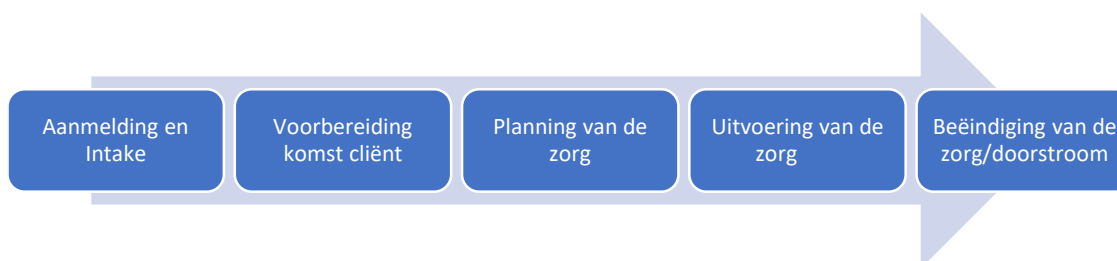 Aanmelding en
Intake
Voorbereiding
komst cliënt
Planning van de
zorg
Uitvoering van de
zorg
Beëindiging van de
zorg/doorstroom